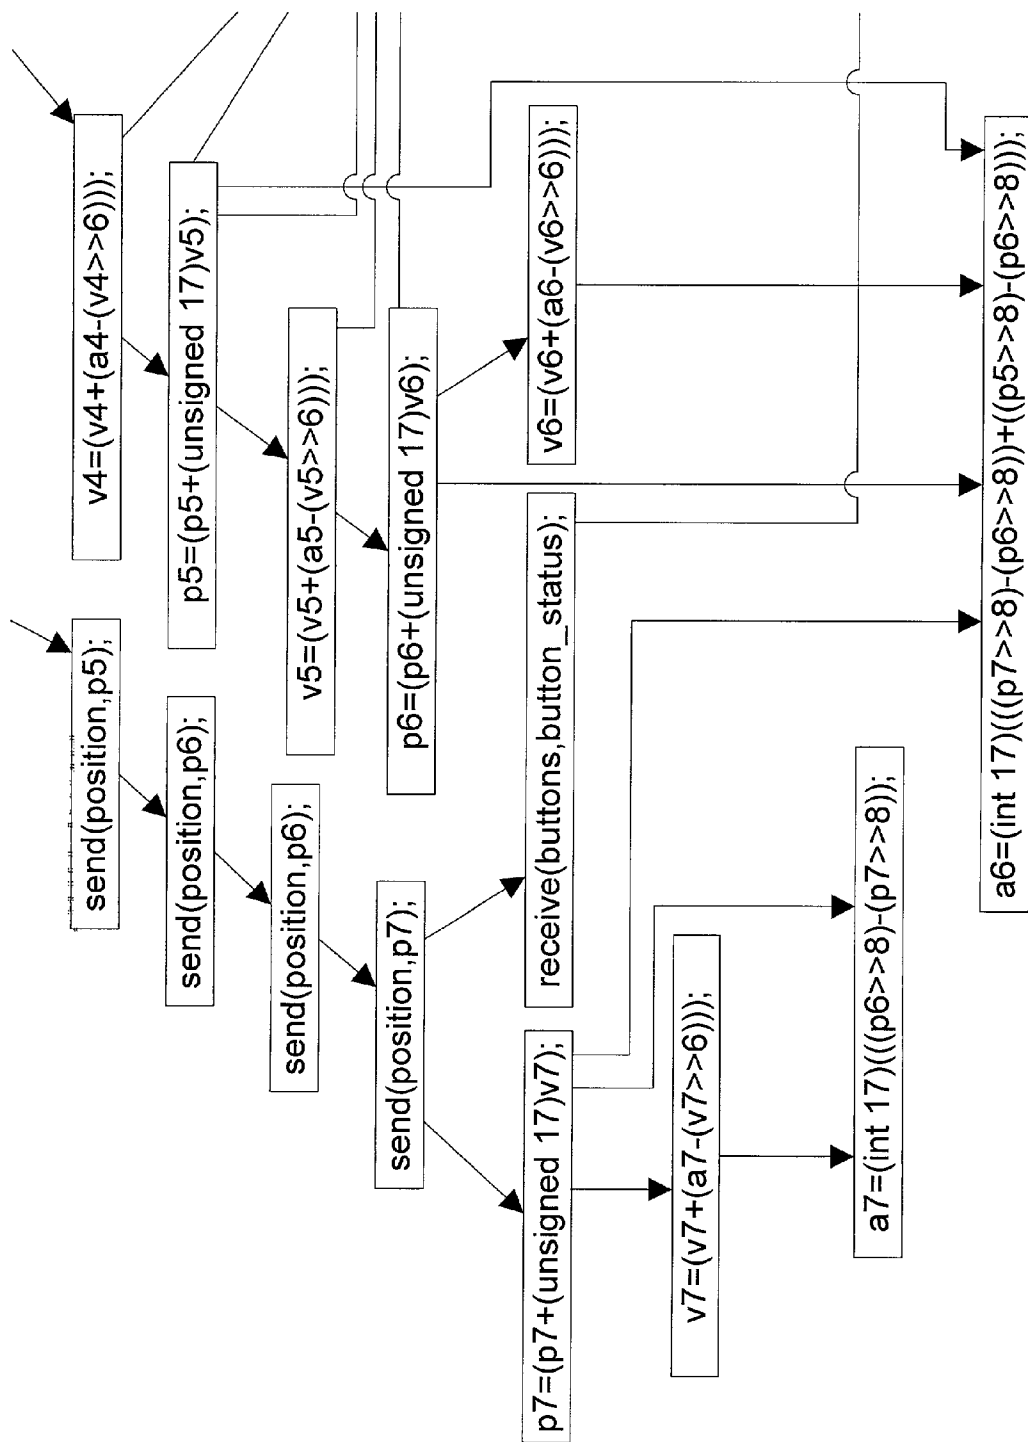 v4=(v4+(a4-(v4>>6)));
send(position,p5);
p5=(p5+(unsigned 17)v5);
send(position,p6);
v5=(v5+(a5-(v5>>6)));
send(position,p6);
p6=(p6+(unsigned 17)v6);
send(position,p7);
v6=(v6+(a6-(v6>>6)));
receive(buttons,button_status);
p7=(p7+(unsigned 17)v7);
v7=(v7+(a7-(v7>>6)));
a7=(int 17)(((p6>>8)-(p7>>8));
a6=(int 17)(((p7>>8)-(p6>>8))+((p5>>8)-(p6>>8)));